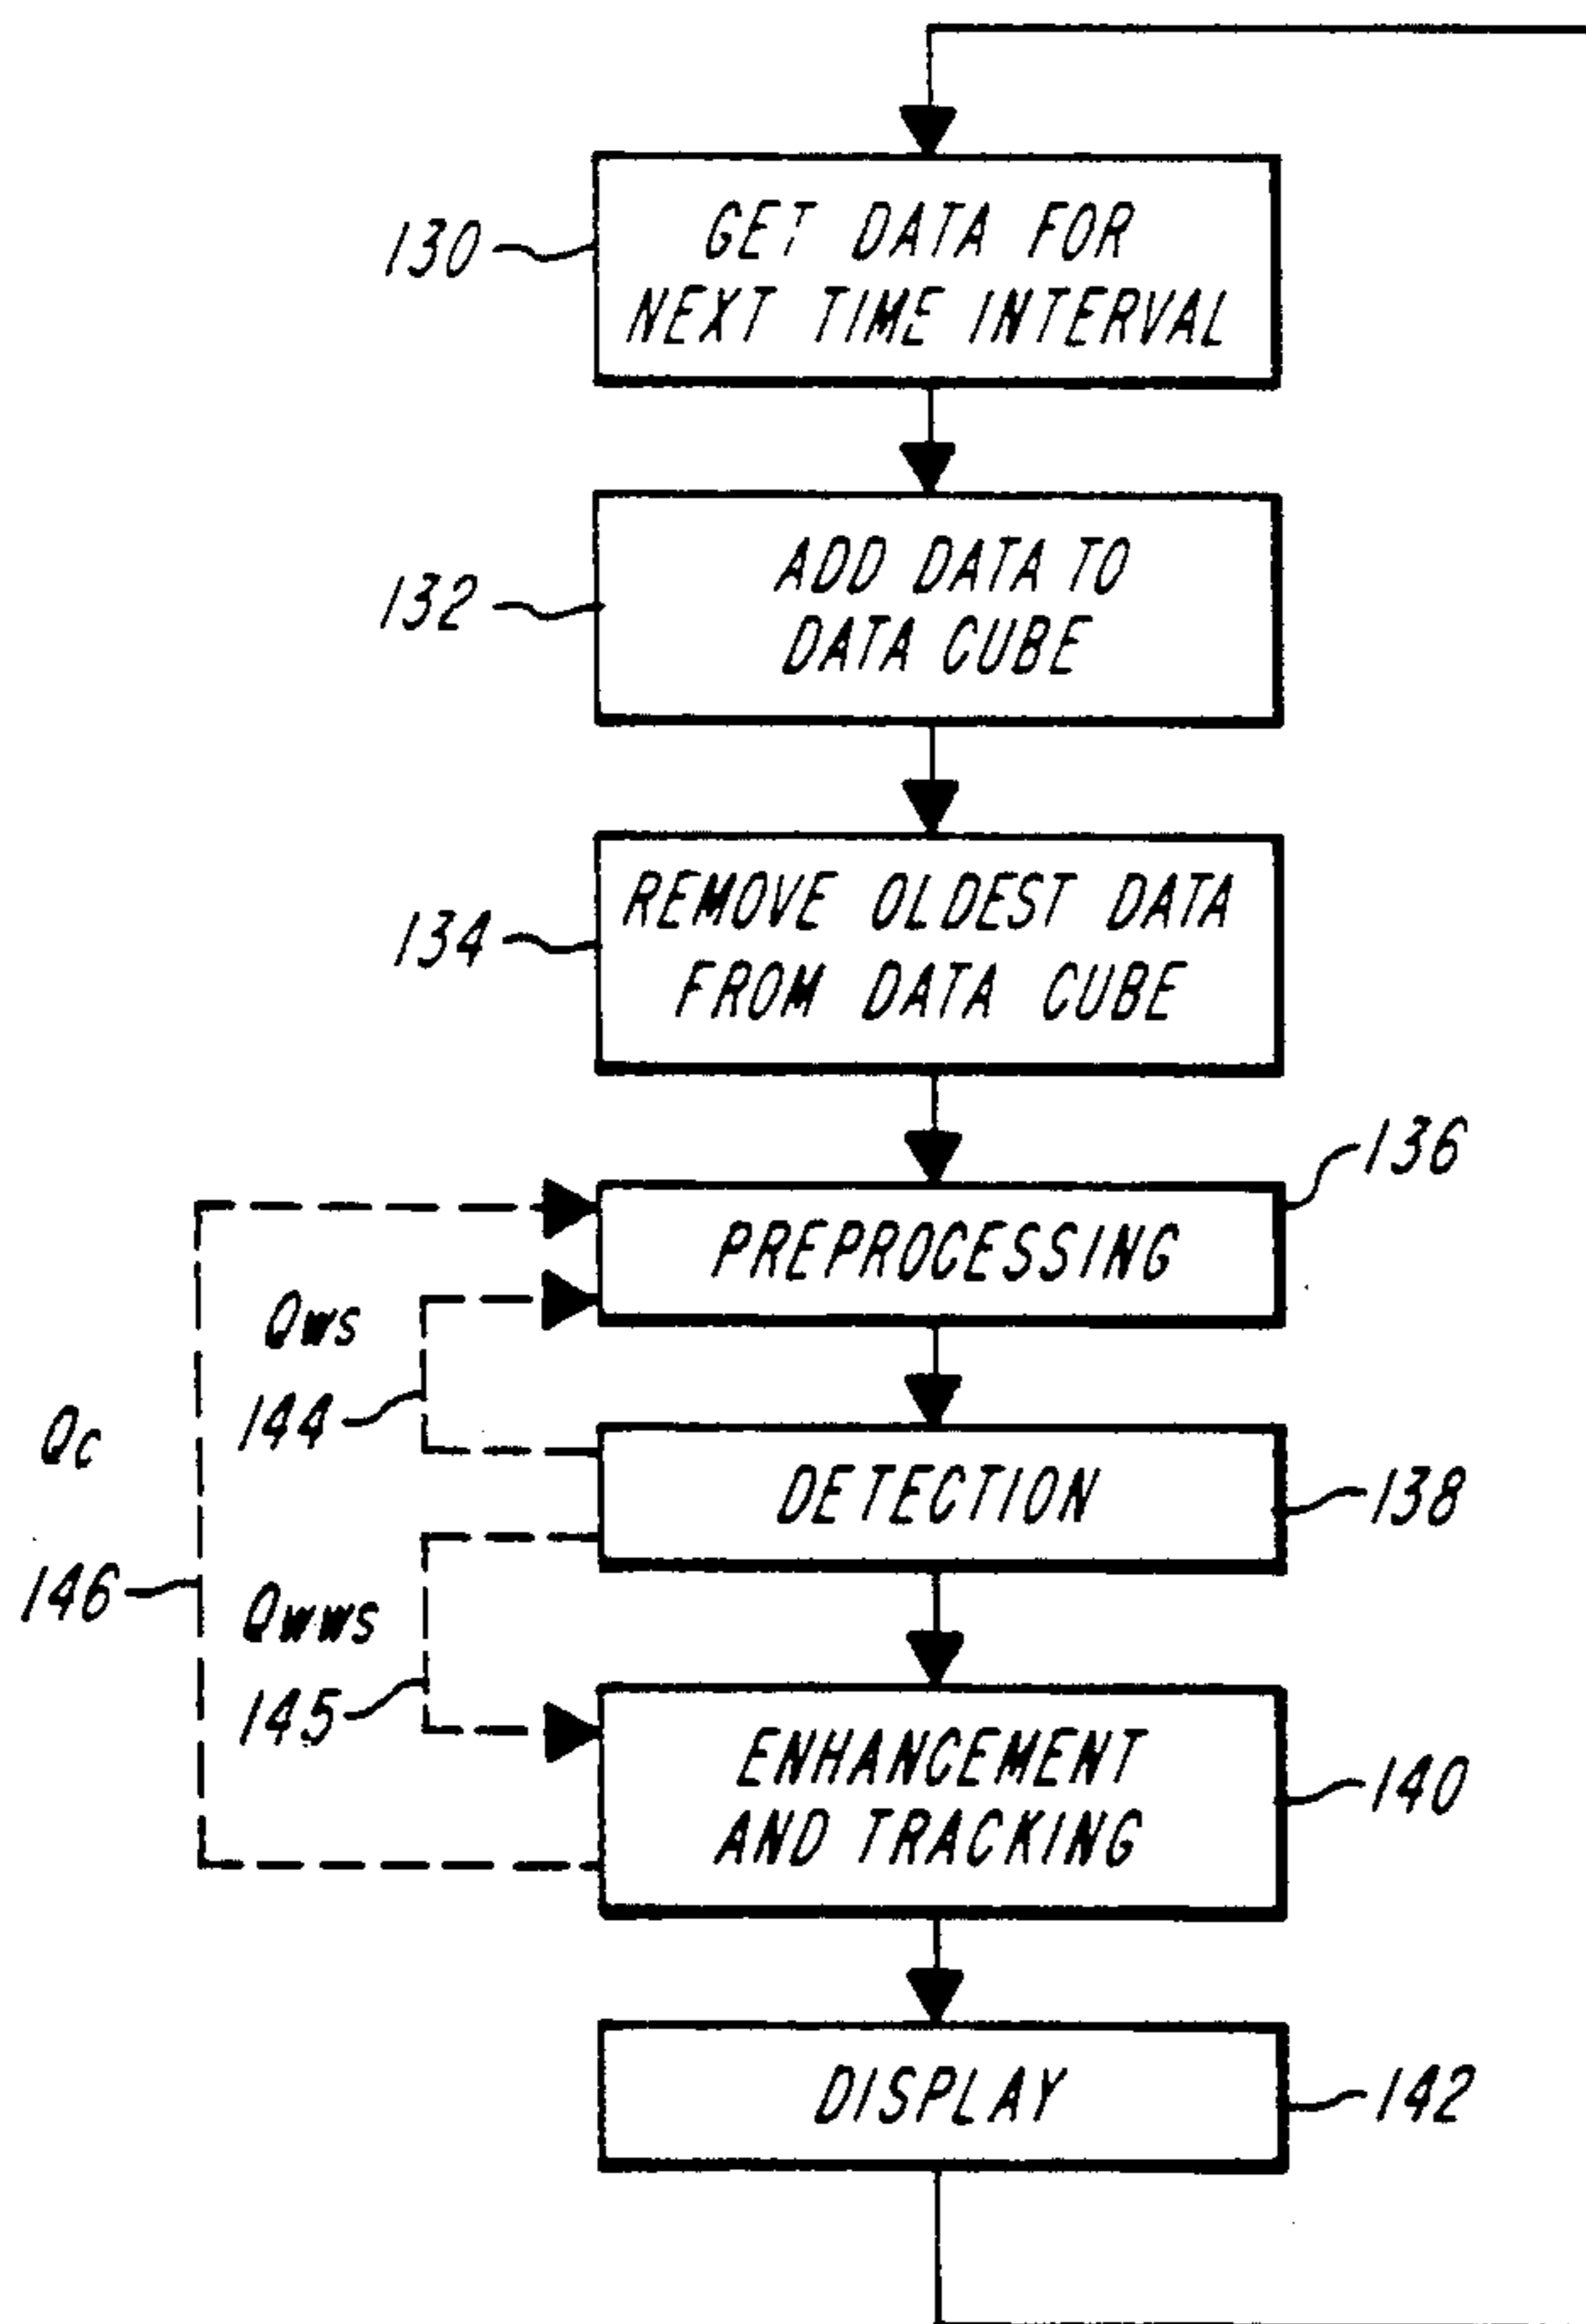 130
GET DATA FOR
NEXT TIME INTERVAL
132
ADD DATA TO
DATA CUBE
134
REMOVE OLDEST DATA
FROM DATA CUBE
136
PREPROCESSING
Qws
144
Qc
DETECTION
138
146
Qwws
145
ENHANCEMENT
AND TRACKING
140
DISPLAY
142